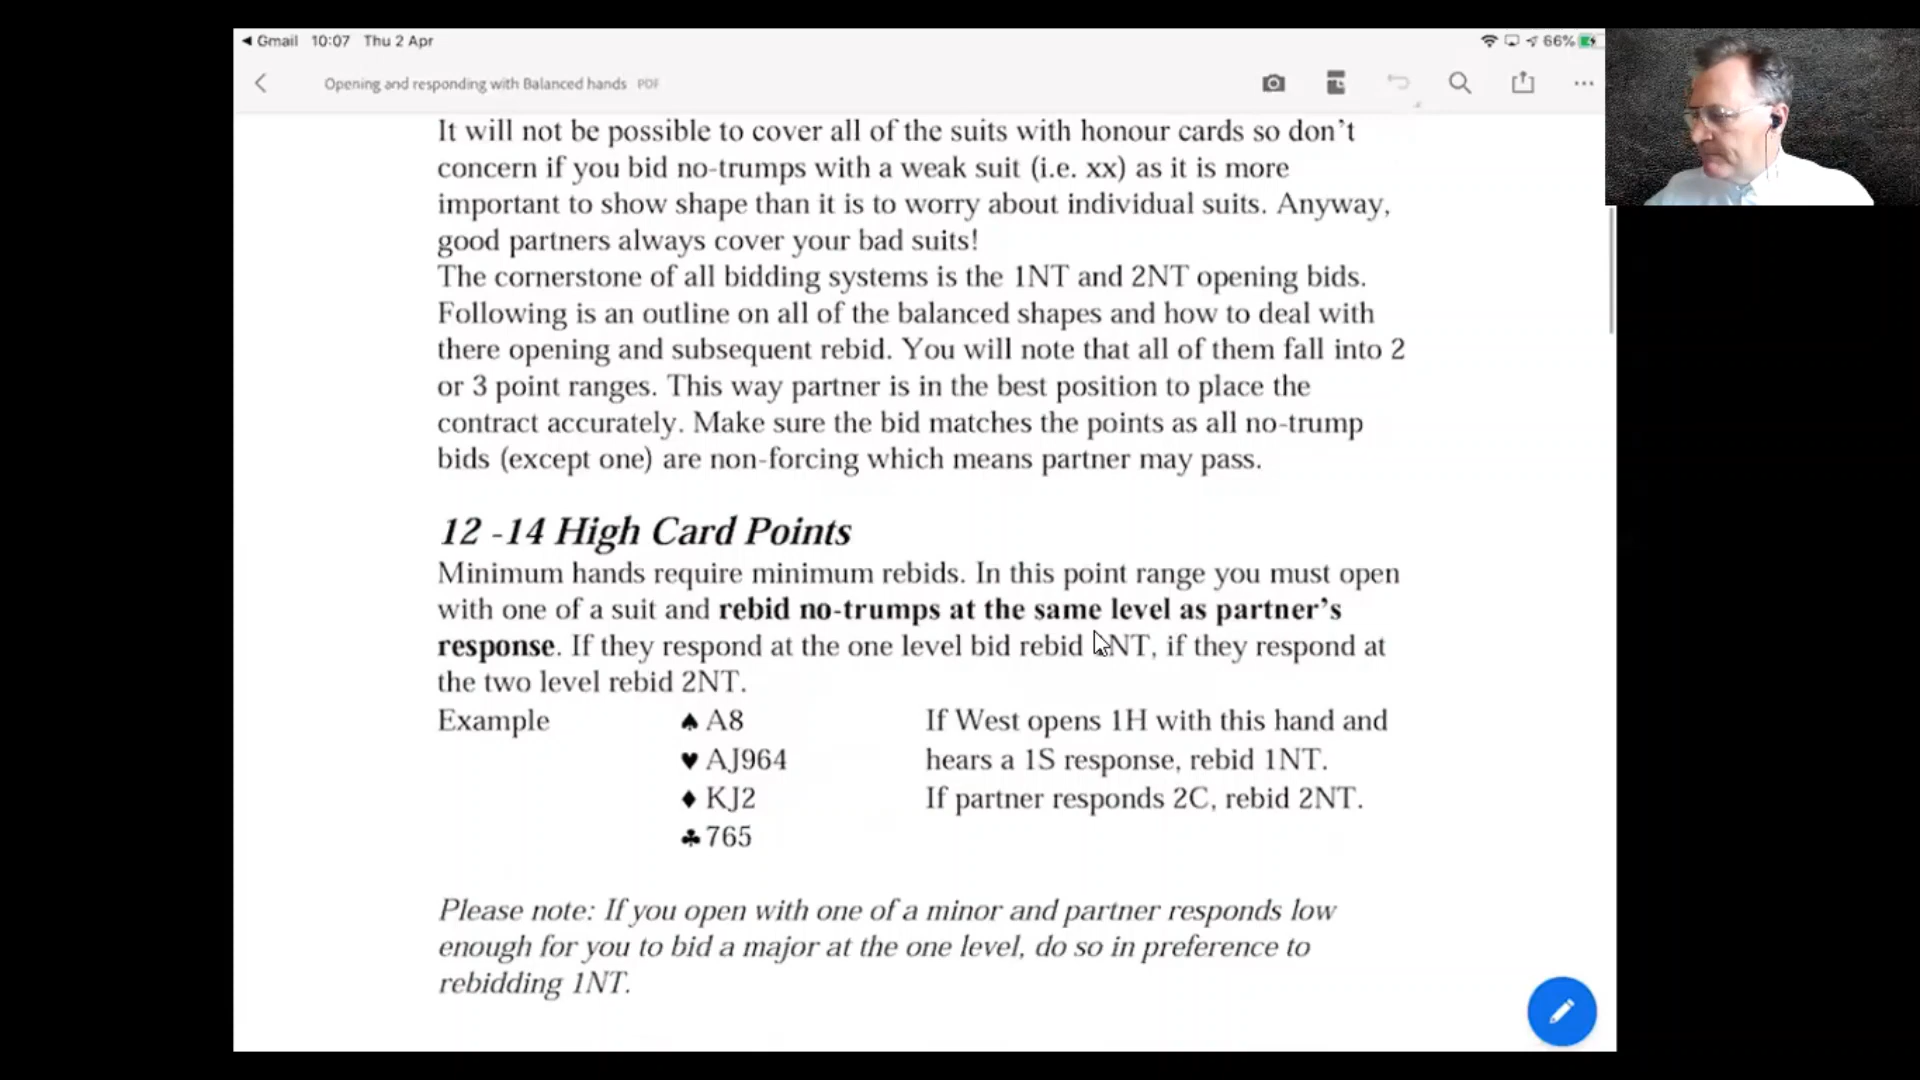 Gmail 10:07 Thu 2 Apr 66%
Opening and responding with Balanced hands PDF
It will not be possible to cover all of the suits with honour cards so don't
concern if you bid no-trumps with a weak suit (i.e. xx) as it is more
important to show shape than it is to worry about individual suits. Anyway,
good partners always cover your bad suits!
The cornerstone of all bidding systems is the 1NT and 2NT opening bids.
Following is an outline on all of the balanced shapes and how to deal with
there opening and subsequent rebid. You will note that all of them fall into 2
or 3 point ranges. This way partner is in the best position to place the
contract accurately. Make sure the bid matches the points as all no-trump
bids (except one) are non-forcing which means partner may pass.
12 -14 High Card Points
Minimum hands require minimum rebids. In this point range you must open
with one of a suit and rebid no-trumps at the same level as partner's
response. If they respond at the one level bid rebid NT, if they respond at
the two level rebid 2NT.
Example ♠ A8 If West opens 1H with this hand and
♥ AJ964 hears a 1S response, rebid 1NT.
♦ KJ2 If partner responds 2C, rebid 2NT.
♣ 765
Please note: If you open with one of a minor and partner responds low
enough for you to bid a major at the one level, do so in preference to
rebidding 1NT.